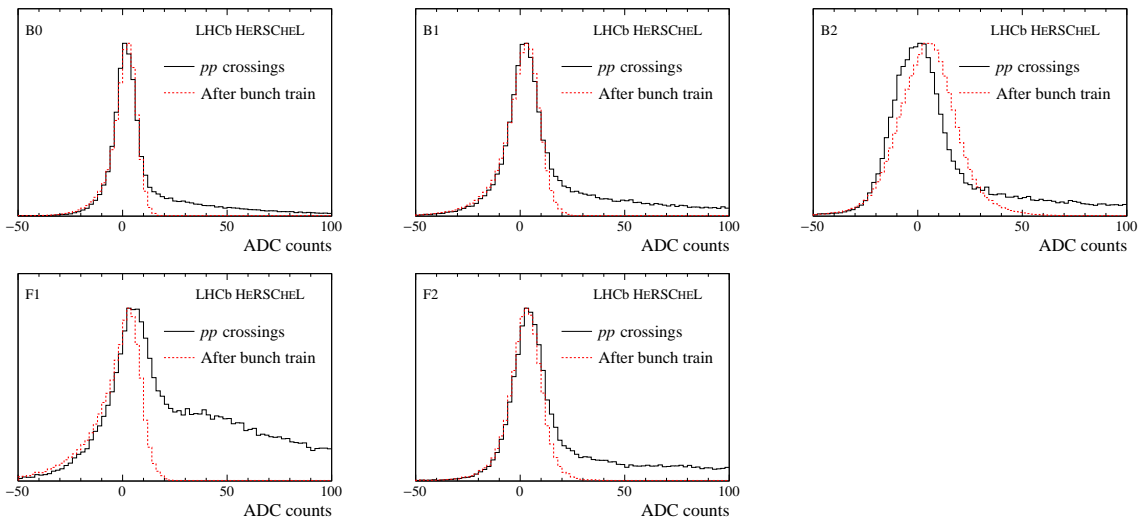 B0 LHCb HERSCHEL
pp crossings
After bunch train
−50 0 50 100
ADC counts
B1 LHCb HERSCHEL
pp crossings
After bunch train
−50 0 50 100
ADC counts
B2 LHCb HERSCHEL
pp crossings
After bunch train
−50 0 50 100
ADC counts
F1 LHCb HERSCHEL
pp crossings
After bunch train
−50 0 50 100
ADC counts
F2 LHCb HERSCHEL
pp crossings
After bunch train
−50 0 50 100
ADC counts